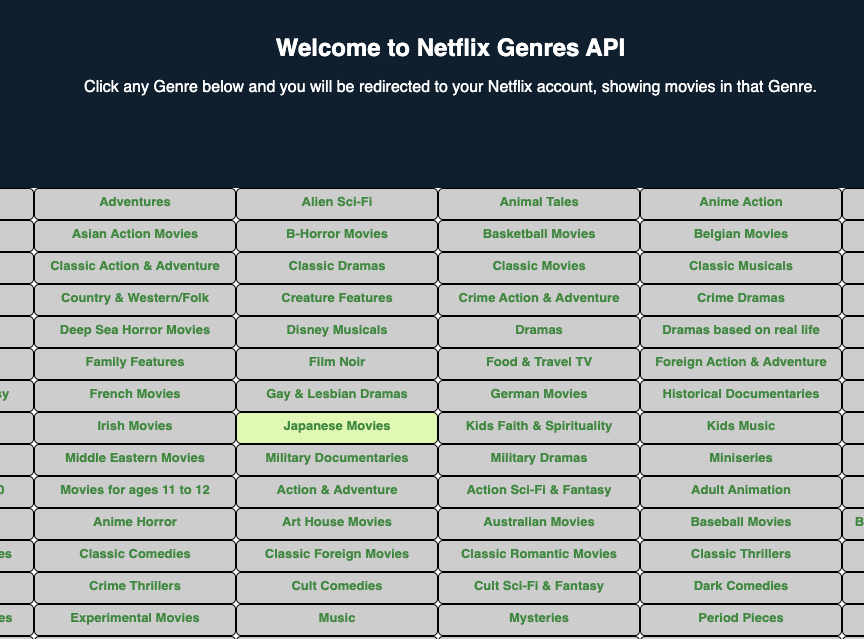 Welcome to Netflix Genres API
Click any Genre below and you will be redirected to your Netflix account, showing movies in that Genre.
Adventures Alien Sci-Fi Animal Tales Anime Action
Asian Action Movies B-Horror Movies Basketball Movies Belgian Movies
Classic Action & Adventure Classic Dramas Classic Movies Classic Musicals
Country & Western/Folk Creature Features Crime Action & Adventure Crime Dramas
Deep Sea Horror Movies Disney Musicals Dramas Dramas based on real life
Family Features Film Noir Food & Travel TV Foreign Action & Adventure
sy French Movies Gay & Lesbian Dramas German Movies Historical Documentaries
Irish Movies Japanese Movies Kids Faith & Spirituality Kids Music
Middle Eastern Movies Military Documentaries Military Dramas Miniseries
0 Movies for ages 11 to 12 Action & Adventure Action Sci-Fi & Fantasy Adult Animation
Anime Horror Art House Movies Australian Movies Baseball Movies B
es Classic Comedies Classic Foreign Movies Classic Romantic Movies Classic Thrillers
Crime Thrillers Cult Comedies Cult Sci-Fi & Fantasy Dark Comedies
es Experimental Movies Music Mysteries Period Pieces